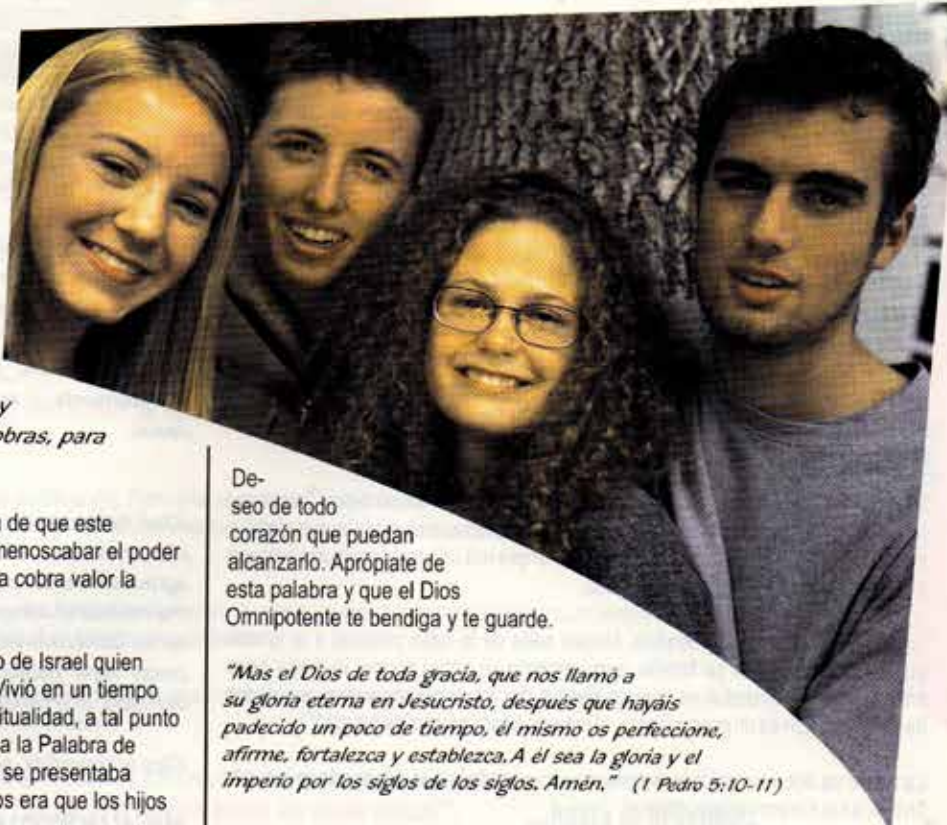 y
obras, para
de que este
menoscabar el poder
a cobra valor la
o de Israel quien
Vivió en un tiempo
itualidad, a tal punto
a la Palabra de
se presentaba
os era que los hijos
De-
seo de todo
corazón que puedan
alcanzarlo. Aprópiate de
esta palabra y que el Dios
Omnipotente te bendiga y te guarde.
"Mas el Dios de toda gracia, que nos llamó a
su gloria eterna en Jesucristo, después que hayáis
padecido un poco de tiempo, él mismo os perfeccione,
afirme, fortalezca y establezca. A él sea la gloria y el
imperio por los siglos de los siglos. Amén." (1 Pedro 5:10-11)